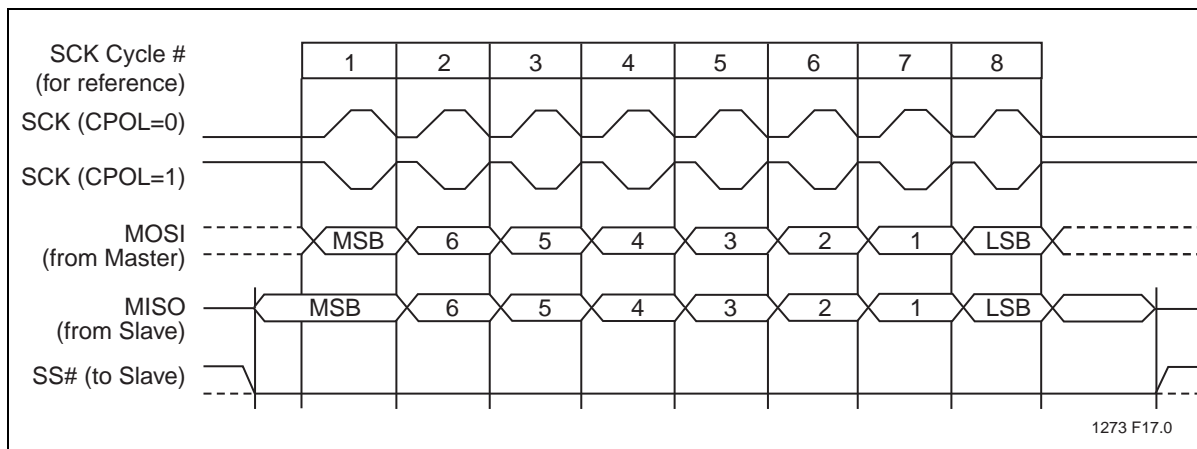 SCK Cycle # 1 2 3 4 5 6 7 8
(for reference)
SCK (CPOL=0)
SCK (CPOL=1)
MOSI MSB 6 5 4 3 2 1 LSB
(from Master)
MISO MSB 6 5 4 3 2 1 LSB
(from Slave)
SS# (to Slave)
1273 F17.0